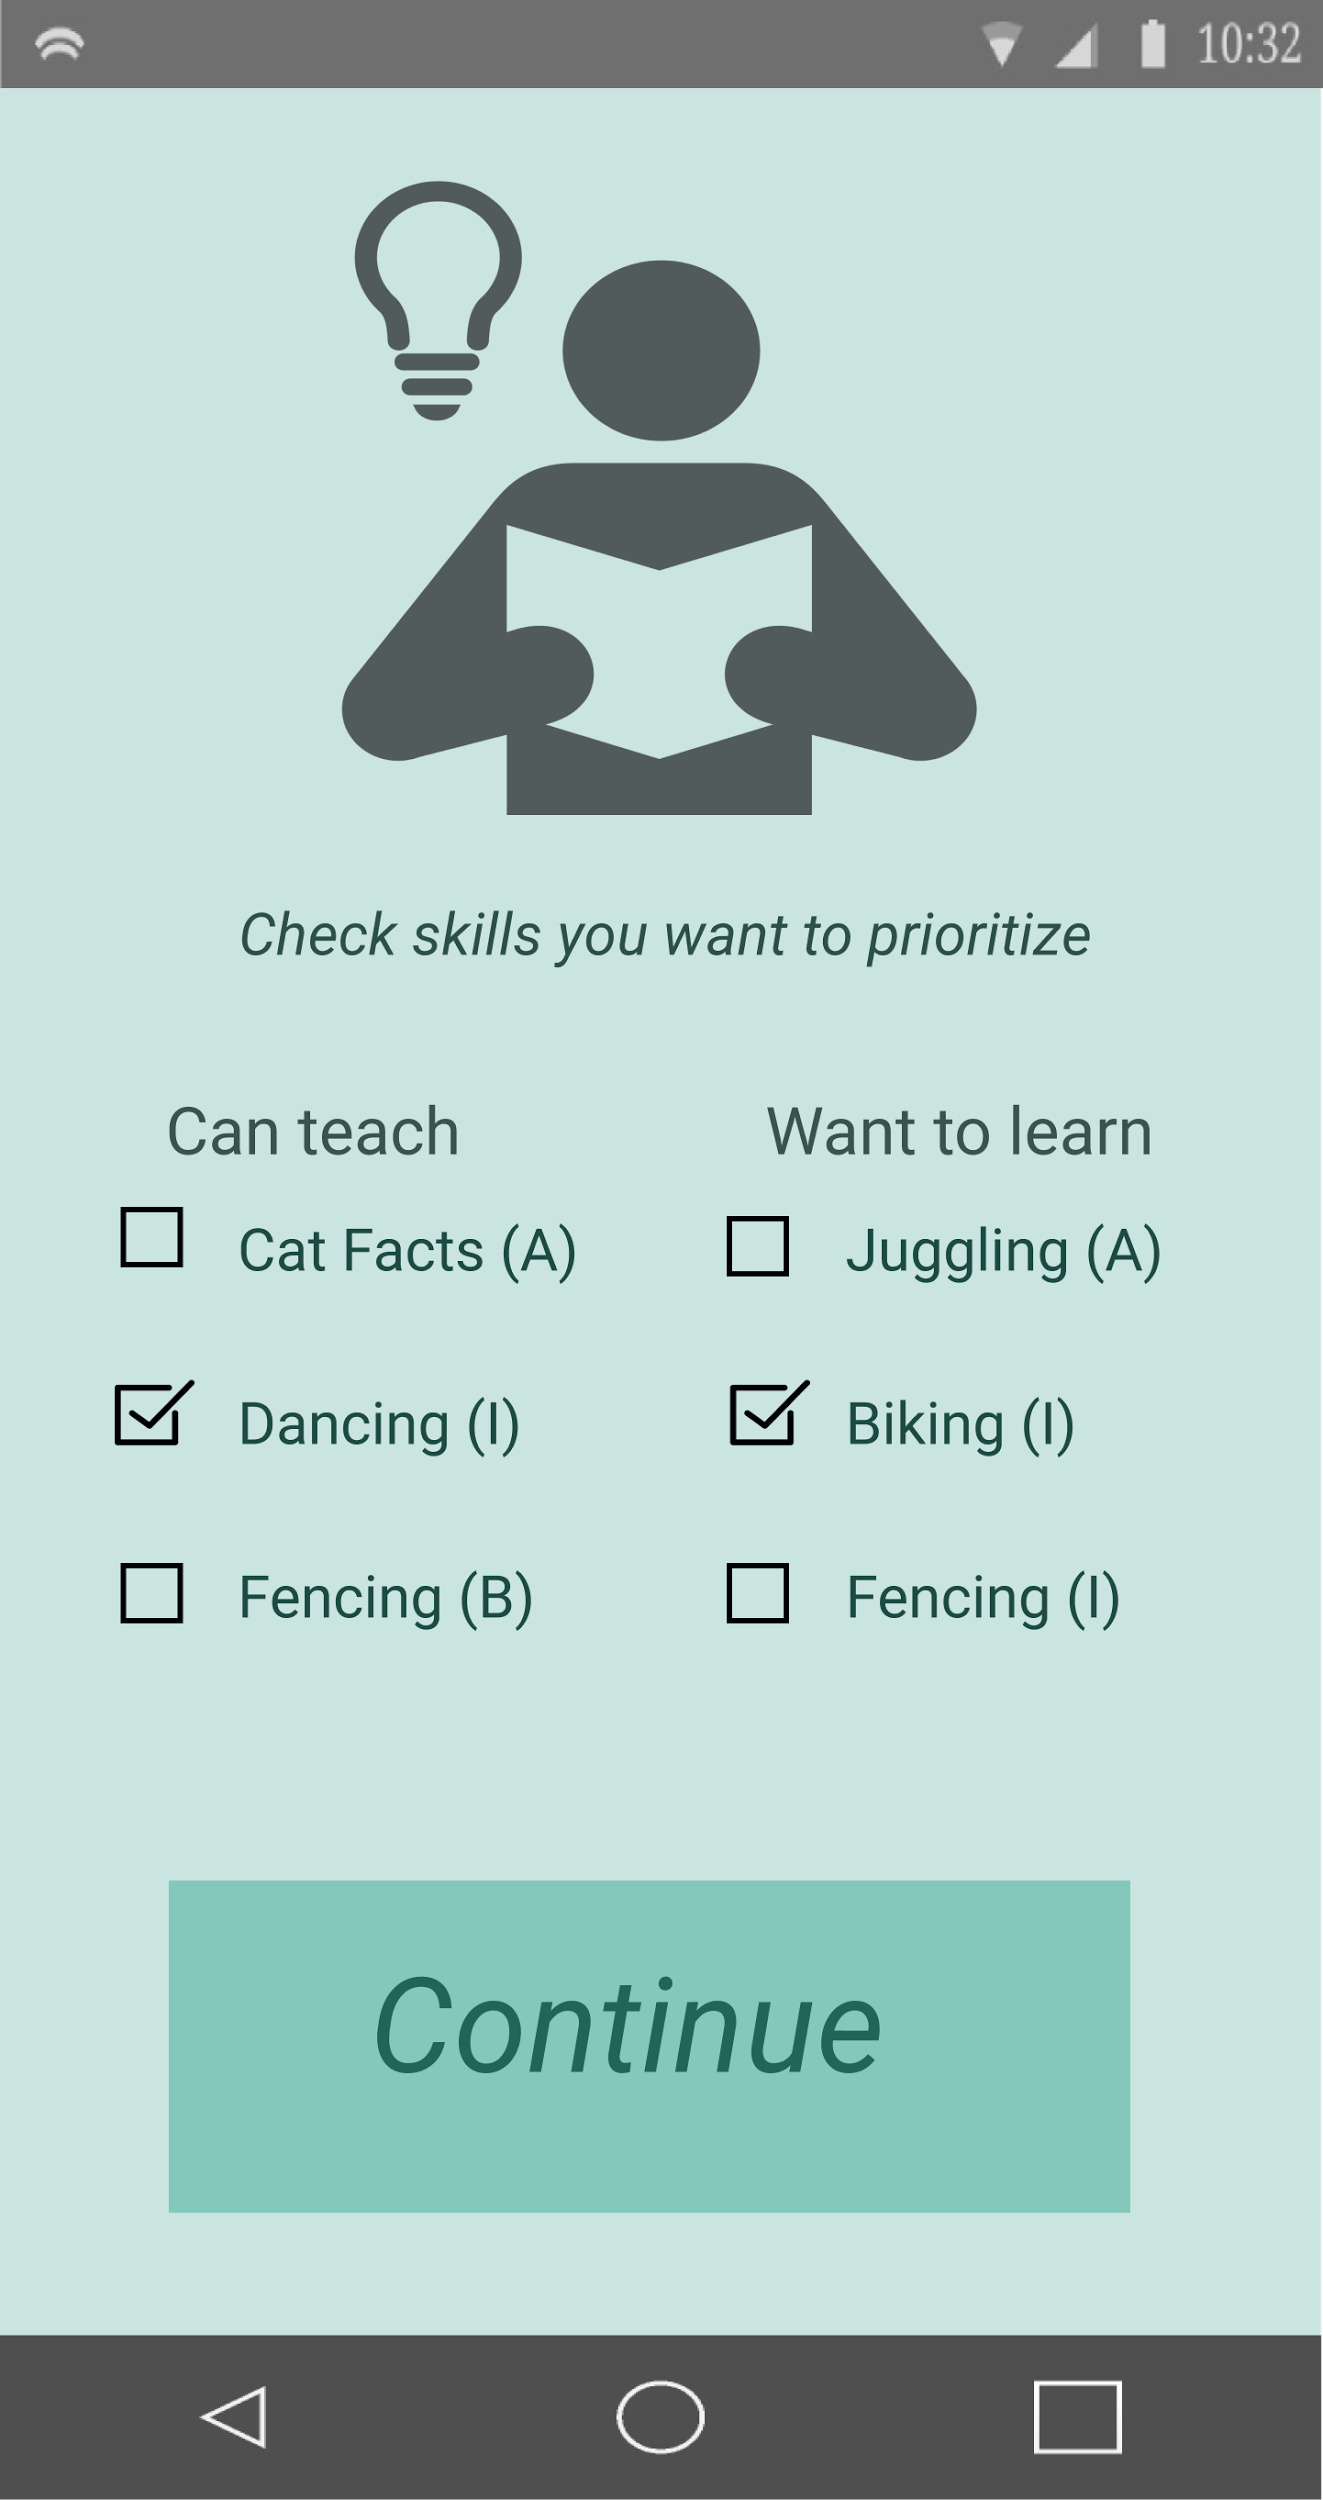 10:32
Check skills you want to prioritize
Can teach
Want to learn
Cat Facts (A)
Juggling (A)
Dancing (I)
Biking (I)
Fencing (B)
Fencing (I)
Continue